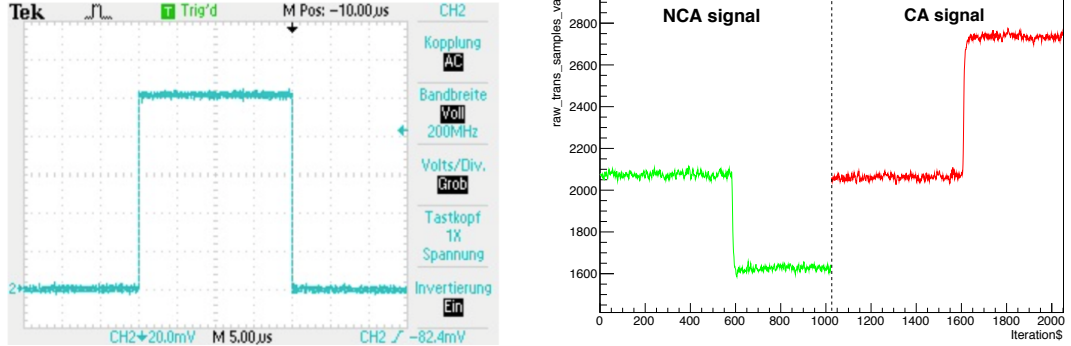 Tek
T Trig'd
M Pos: -10.00µs
CH2
Kopplung
AC
Bandbreite
Voll
200MHz
Volts/Div.
Grob
Tastkopf
1X
Spannung
Invertierung
Ein
2
CH2 20.0mV
M 5.00µs
CH2 -82.4mV
raw_trans_samples_va
NCA signal
CA signal
2800
2600
2400
2200
2000
1800
1600
0 200 400 600 800 1000 1200 1400 1600 1800 2000
Iteration$